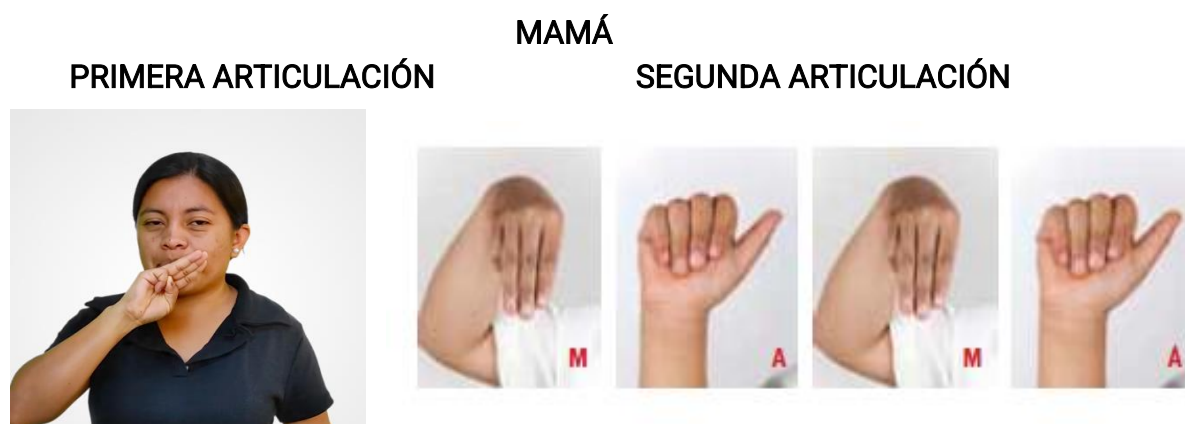 MAMÁ
PRIMERA ARTICULACIÓN
SEGUNDA ARTICULACIÓN
M
A
M
A